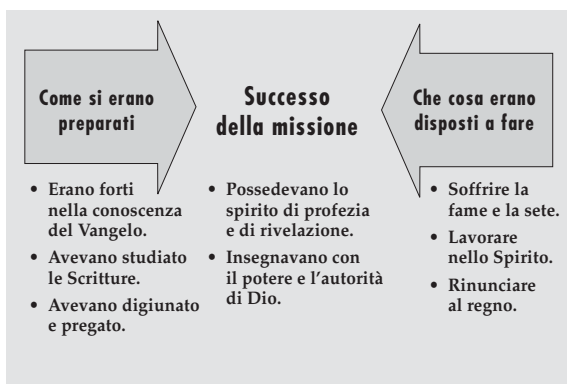 Come si erano
preparati
Successo
della missione
Che cosa erano
disposti a fare
• Erano forti
nella conoscenza
del Vangelo.
• Avevano studiato
le Scritture.
• Avevano digiunato
e pregato.
• Possedevano lo
spirito di profezia
e di rivelazione.
• Insegnavano con
il potere e l'autorità
di Dio.
• Soffrire la
fame e la sete.
• Lavorare
nello Spirito.
• Rinunciare
al regno.